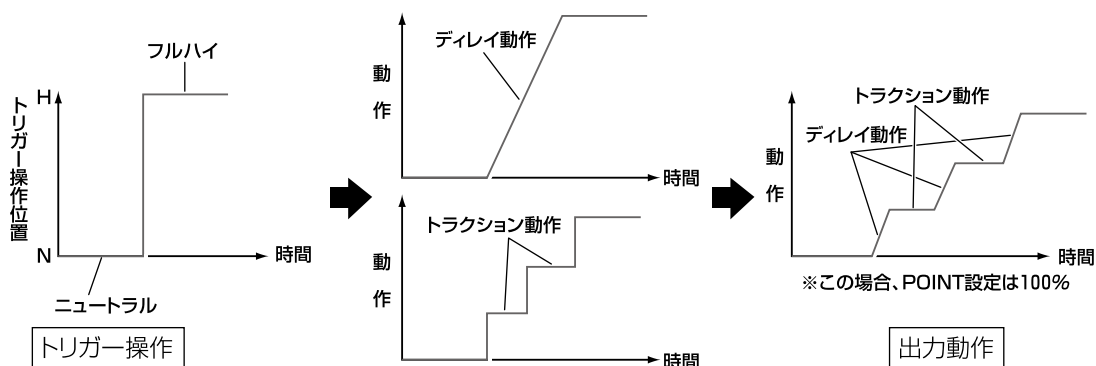 フルハイ
H
トリガー操作位置
N
時間
ニュートラル
トリガー操作
ディレイ動作
動作
時間
トラクション動作
動作
時間
トラクション動作
ディレイ動作
動作
時間
※この場合、POINT設定は100%
出力動作